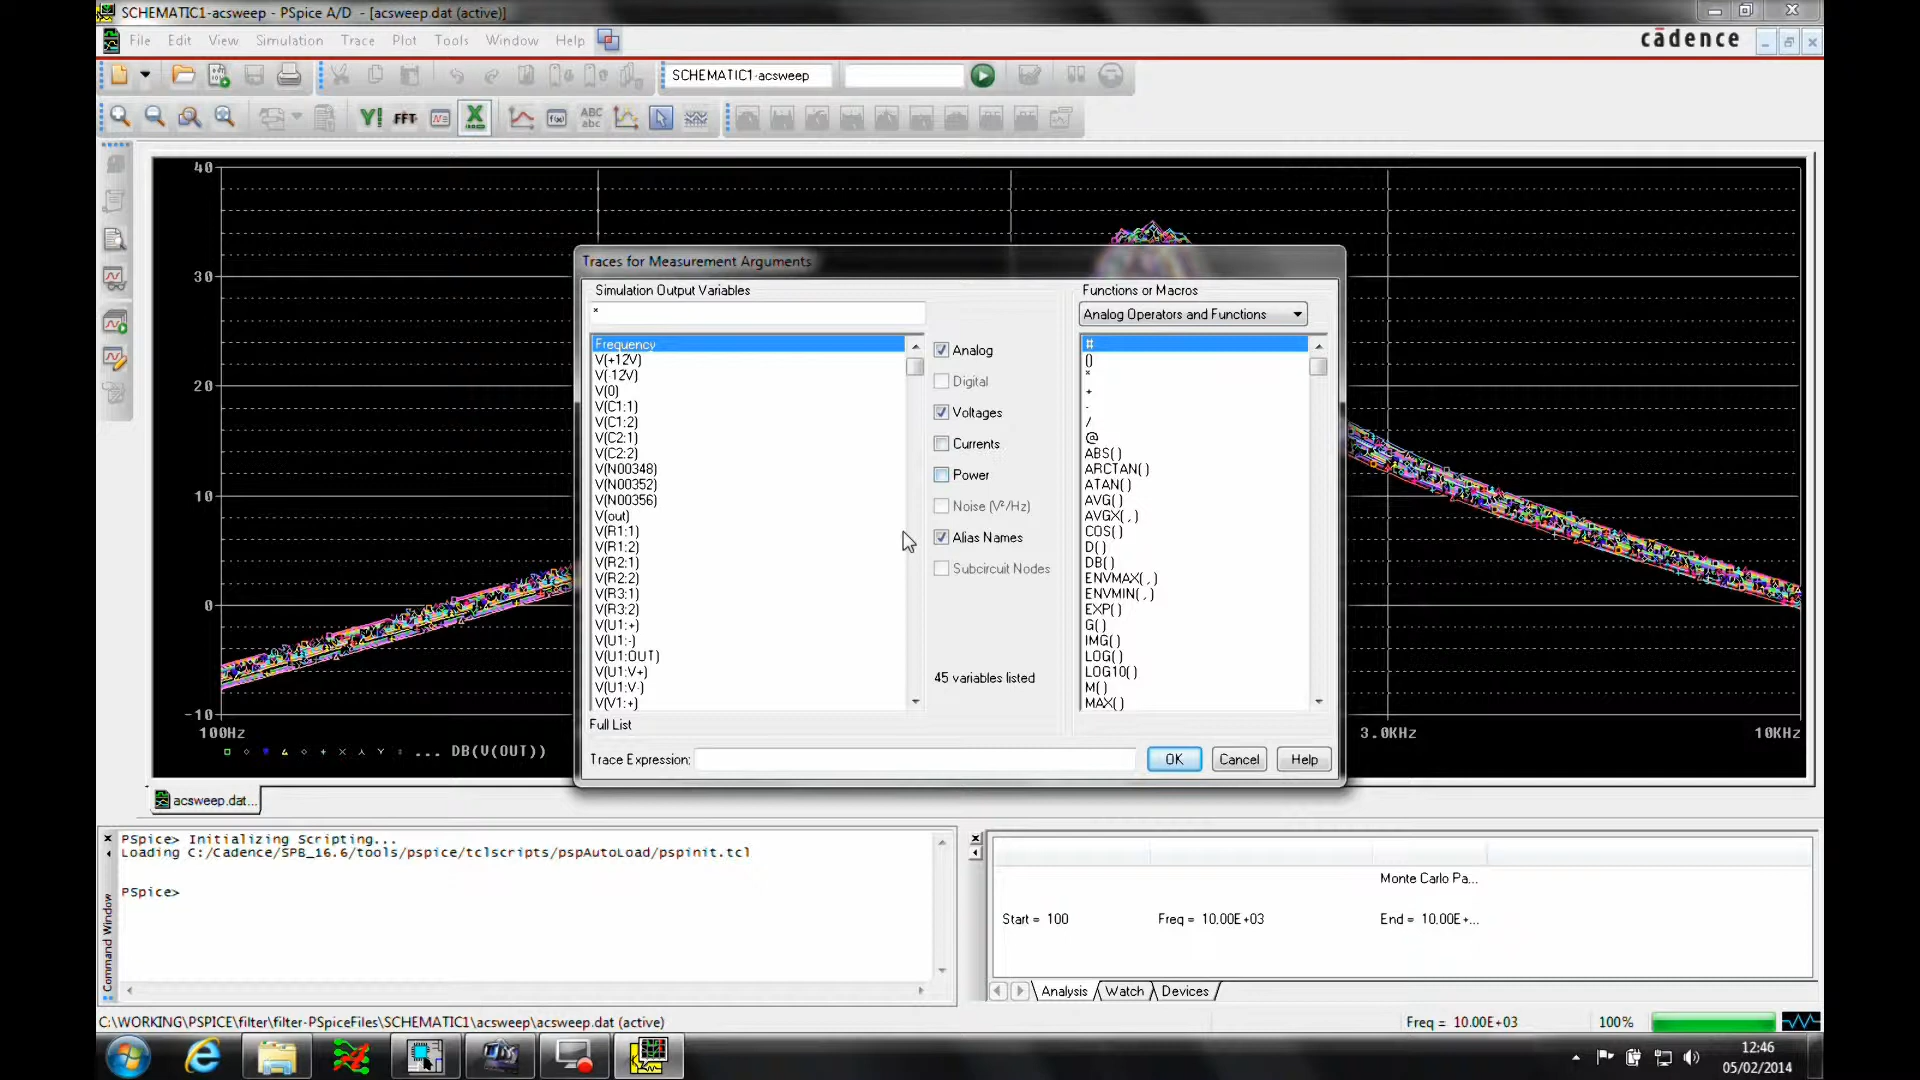 SCHEMATIC1-acsweep - PSpice A/D - [acsweep.dat (active)]
File Edit View Simulation Trace Plot Tools Window Help
cādence
SCHEMATIC1-acsweep
FFT
ABC
abc
40
30
20
10
0
-10
100Hz
3.0KHz
10KHz
... DB(V(OUT))
Traces for Measurement Arguments
Simulation Output Variables
*
Frequency
V(+12V)
V(-12V)
V(0)
V(C1:1)
V(C1:2)
V(C2:1)
V(C2:2)
V(N00348)
V(N00352)
V(N00356)
V(out)
V(R1:1)
V(R1:2)
V(R2:1)
V(R2:2)
V(R3:1)
V(R3:2)
V(U1:+)
V(U1:-)
V(U1:OUT)
V(U1:V+)
V(U1:V-)
V(V1:+)
Full List
Analog
Digital
Voltages
Currents
Power
Noise (V²/Hz)
Alias Names
Subcircuit Nodes
45 variables listed
Functions or Macros
Analog Operators and Functions
#
()
*
+
-
/
@
ABS()
ARCTAN()
ATAN()
AVG()
AVGX(,)
COS()
D()
DB()
ENVMAX(,)
ENVMIN(,)
EXP()
G()
IMG()
LOG()
LOG10()
M()
MAX()
Trace Expression:
OK
Cancel
Help
acsweep.dat...
Command Window
PSpice> Initializing Scripting...
Loading C:/Cadence/SPB_16.6/tools/pspice/tclscripts/pspAutoLoad/pspinit.tcl
PSpice>
Monte Carlo Pa...
Start = 100
Freq = 10.00E+03
End = 10.00E+...
Analysis
Watch
Devices
C:\WORKING\PSPICE\filter\filter-PSpiceFiles\SCHEMATIC1\acsweep\acsweep.dat (active)
Freq = 10.00E+03
100%
12:46
05/02/2014